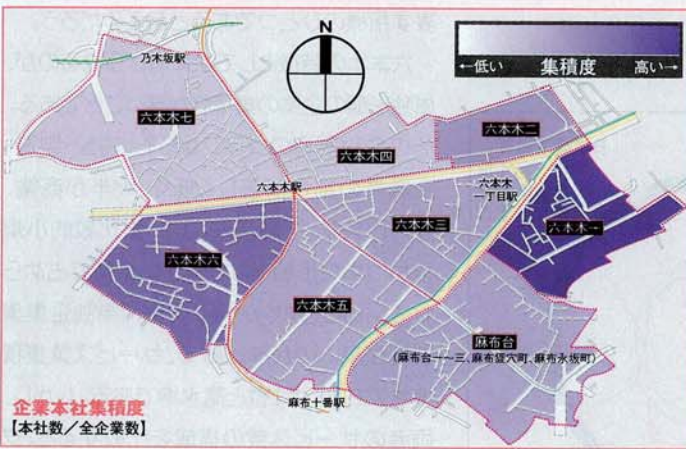 N
←低い 集積度 高い→
乃木坂駅
六本木七
六本木四
六本木二
六本木駅
六本木
一丁目駅
六本木三
六本木一
六本木六
六本木五
麻布台
(麻布台一〜三、麻布狸穴町、麻布永坂町)
麻布十番駅
企業本社集積度
【本社数／全企業数】